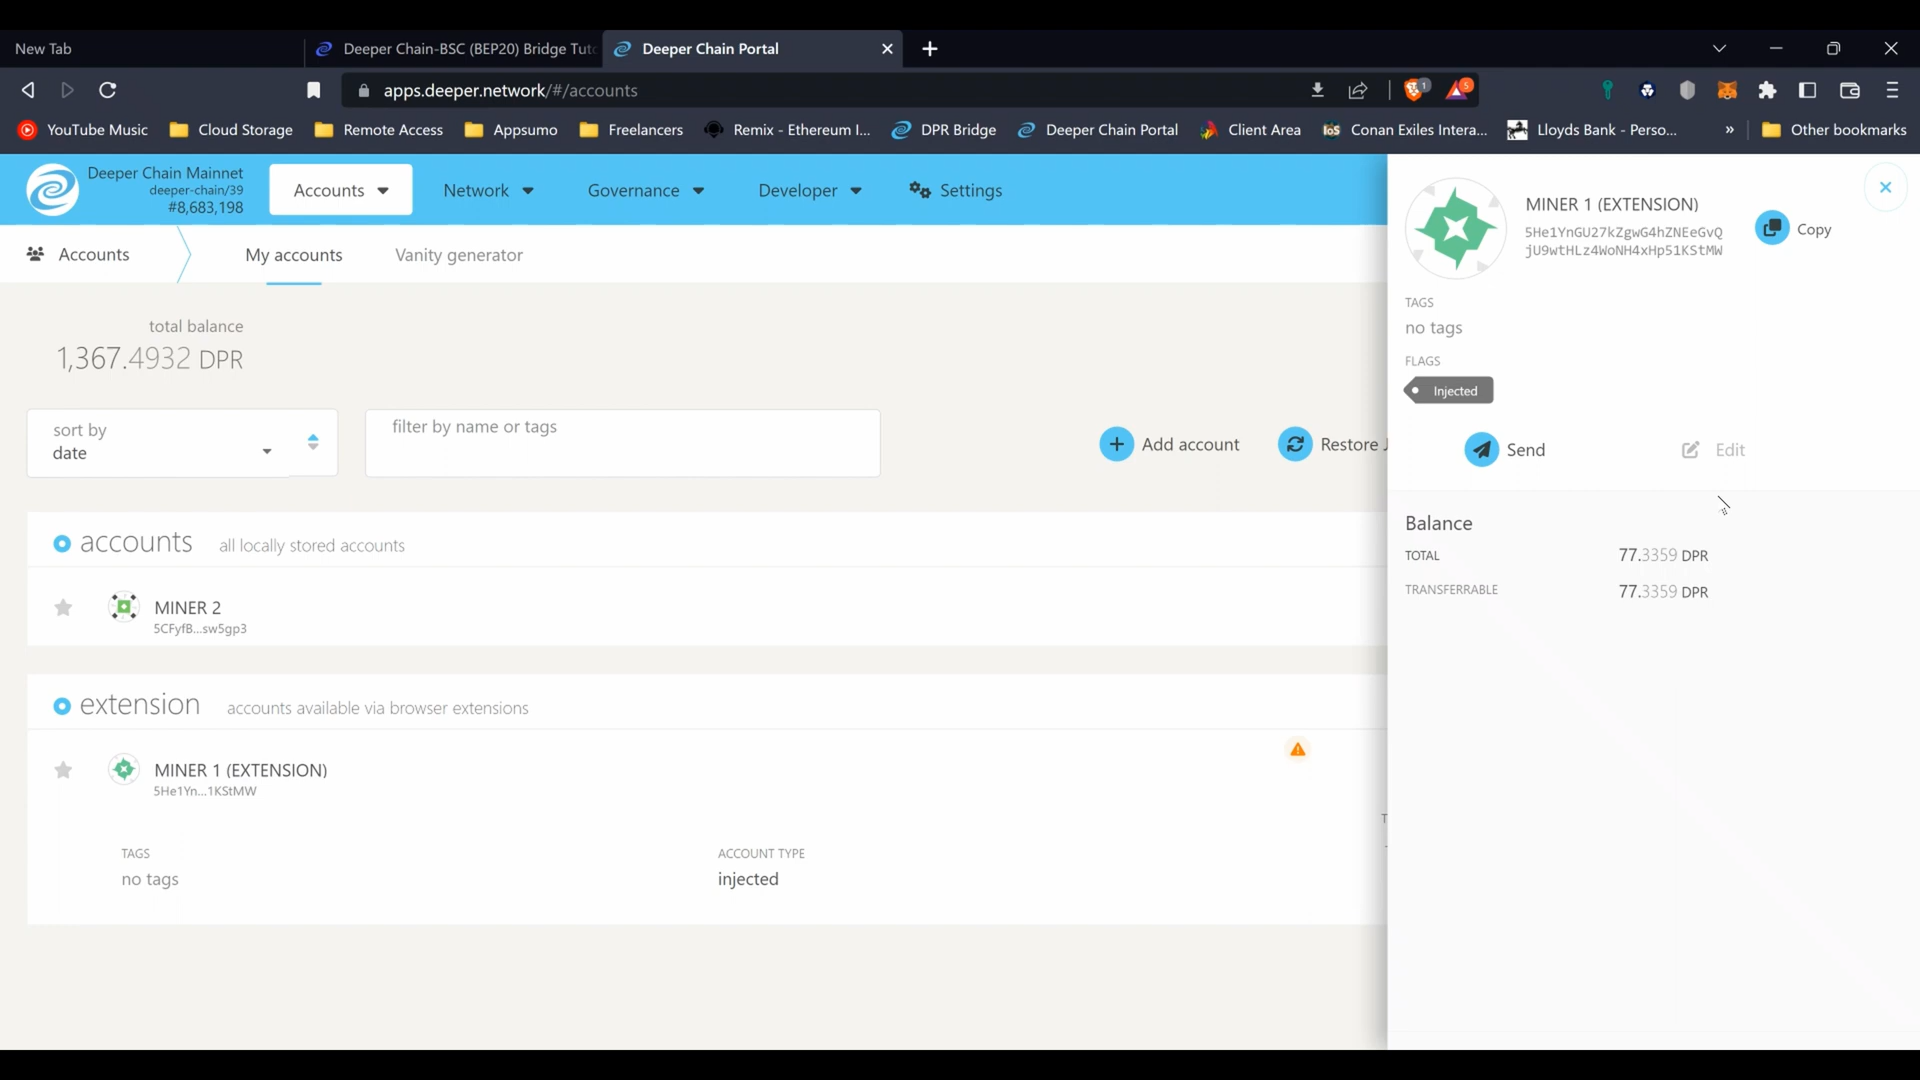 New Tab
Deeper Chain-BSC (BEP20) Bridge Tuto
Deeper Chain Portal
apps.deeper.network/#/accounts
1
5
YouTube Music
Cloud Storage
Remote Access
Appsumo
Freelancers
Remix - Ethereum I...
DPR Bridge
Deeper Chain Portal
Client Area
IoS
Conan Exiles Intera...
Lloyds Bank - Perso...
»
Other bookmarks
Deeper Chain Mainnet
deeper-chain/39
#8,683,198
Accounts
Network
Governance
Developer
Settings
Accounts
My accounts
Vanity generator
total balance
1,367.4932 DPR
sort by
date
filter by name or tags
Add account
Restore J
accounts all locally stored accounts
MINER 2
5CFyfB...sw5gp3
extension accounts available via browser extensions
MINER 1 (EXTENSION)
5He1Yn...1KStMW
TAGS
no tags
ACCOUNT TYPE
injected
MINER 1 (EXTENSION)
5He1YnGU27kZgwG4hZNEeGvQ
jU9wtHLz4WoNH4xHp51KStMW
Copy
TAGS
no tags
FLAGS
Injected
Send
Edit
Balance
TOTAL 77.3359 DPR
TRANSFERRABLE 77.3359 DPR